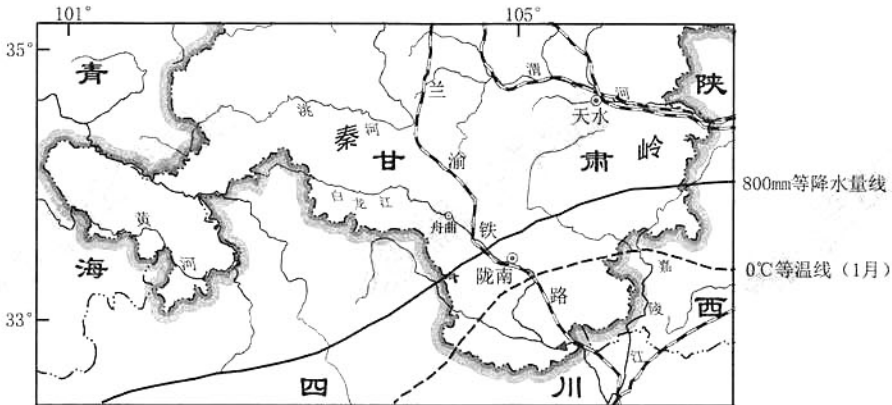 101° 105°
35°
青 兰 渭 河 陕
天水
洮河
秦 甘 渝 肃 岭
800mm等降水量线
白龙江
舟曲 铁
黄河
海 陇南 嘉
0℃等温线（1月）
路 陵 西
33°
江
四 川